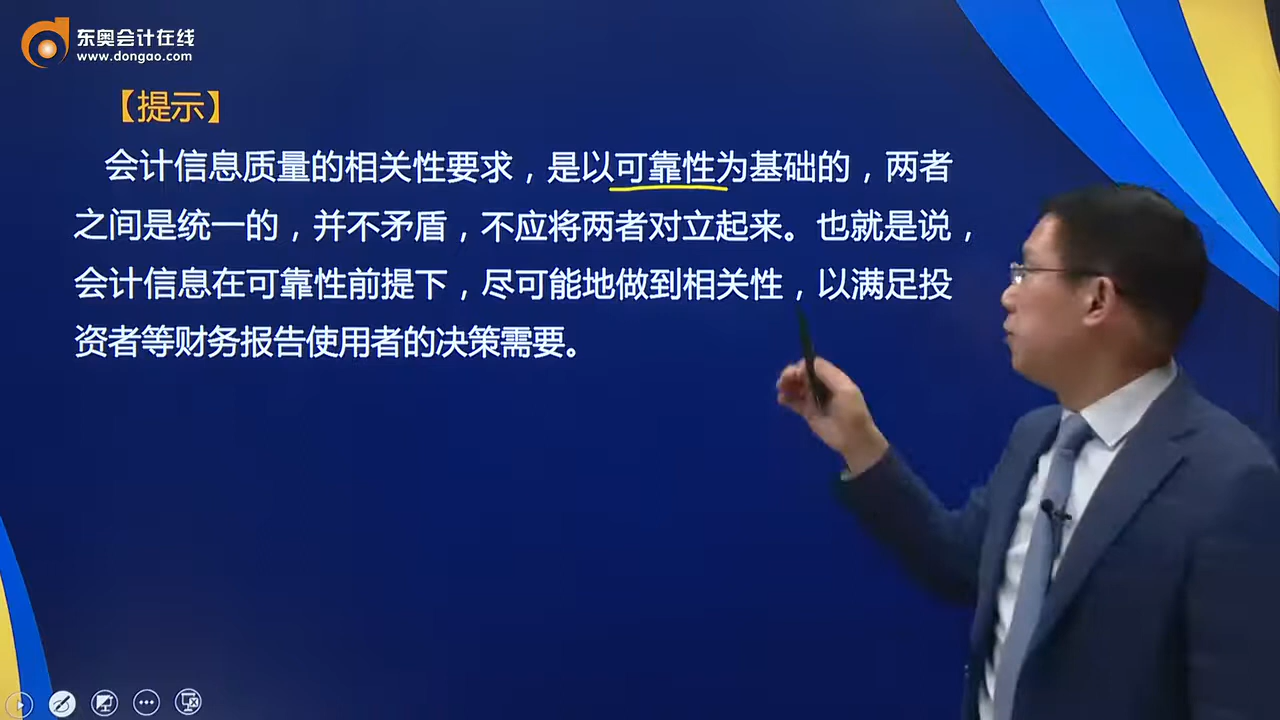 东奥会计在线
www.dongao.com
【提示】
会计信息质量的相关性要求，是以可靠性为基础的，两者
之间是统一的，并不矛盾，不应将两者对立起来。也就是说，
会计信息在可靠性前提下，尽可能地做到相关性，以满足投
资者等财务报告使用者的决策需要。